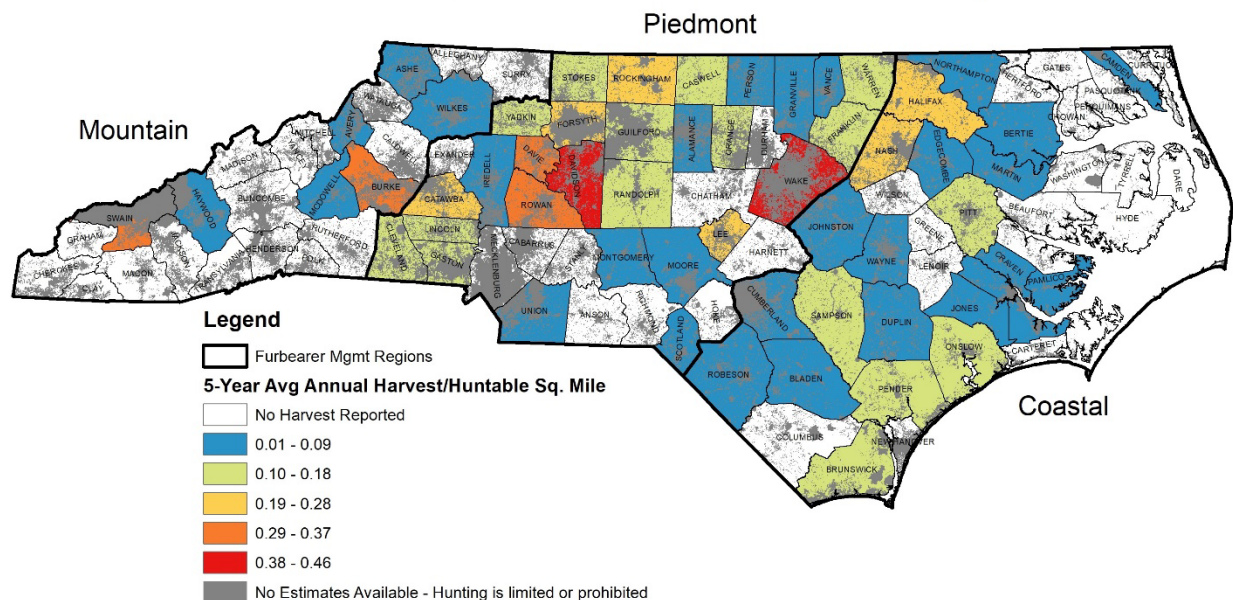 Piedmont
Mountain
Coastal
ALLEGHANY
ASHE
SURRY
STOKES
ROCKINGHAM
CASWELL
PERSON
GRANVILLE
VANCE
WARREN
NORTHAMPTON
HERTFORD
GATES
CAMDEN
PASQUOTANK
PERQUIMANS
CHOWAN
WILKES
YADKIN
FORSYTH
GUILFORD
ALAMANCE
ORANGE
DURHAM
FRANKLIN
HALIFAX
BERTIE
MITCHELL
AVERY
CALDWELL
DAVIE
DAVIDSON
WAKE
NASH
EDGECOMBE
MARTIN
WASHINGTON
TYRRELL
DARE
MADISON
BURKE
IREDELL
RANDOLPH
CHATHAM
WILSON
PITT
BEAUFORT
HYDE
HAYWOOD
BUNCOMBE
MCDOWELL
CATAWBA
ROWAN
LEE
JOHNSTON
GREENE
SWAIN
RUTHERFORD
LINCOLN
CABARRUS
HARNETT
WAYNE
LENOIR
CRAVEN
PAMLICO
GRAHAM
JACKSON
HENDERSON
POLK
CLEVELAND
GASTON
MECKLENBURG
STANLY
MONTGOMERY
MOORE
CHEROKEE
CLAY
MACON
TRANSYLVANIA
UNION
ANSON
RICHMOND
HOKE
SCOTLAND
CUMBERLAND
SAMPSON
DUPLIN
JONES
CARTERET
ONSLOW
ROBESON
BLADEN
PENDER
COLUMBUS
NEW HANOVER
BRUNSWICK
Legend
Furbearer Mgmt Regions
5-Year Avg Annual Harvest/Huntable Sq. Mile
No Harvest Reported
0.01 - 0.09
0.10 - 0.18
0.19 - 0.28
0.29 - 0.37
0.38 - 0.46
No Estimates Available - Hunting is limited or prohibited